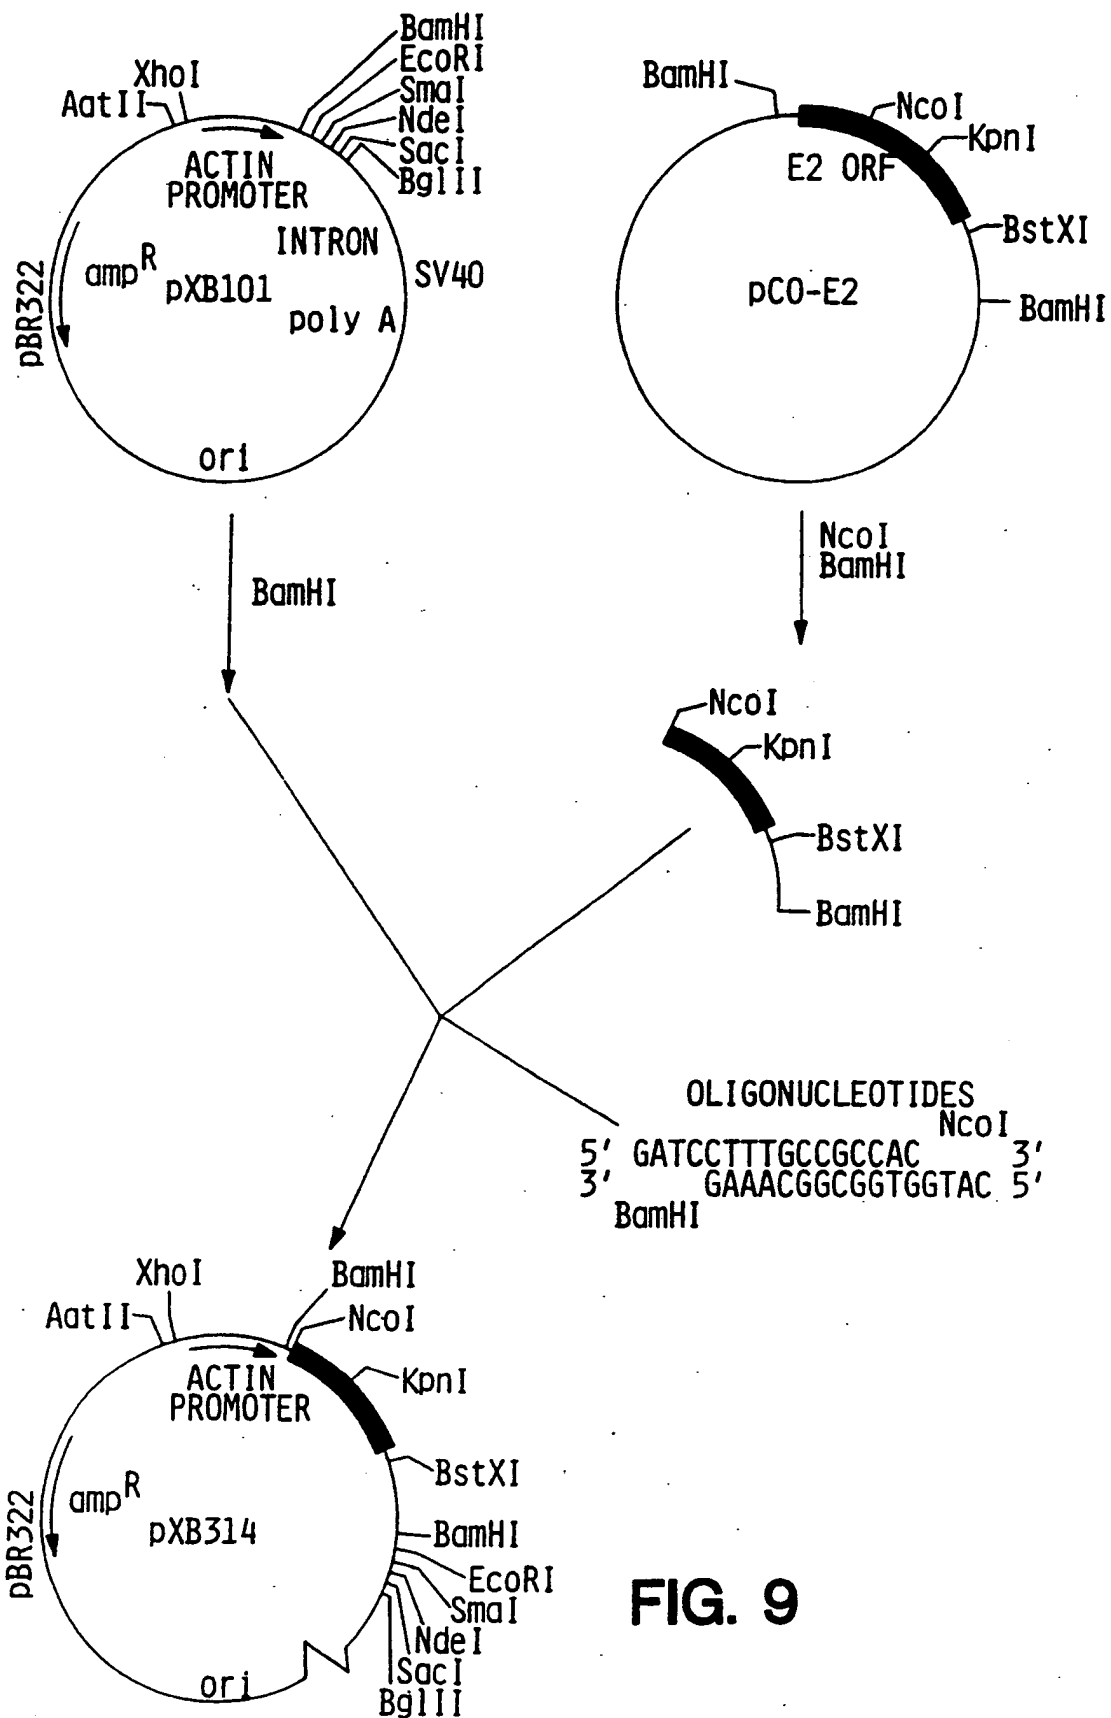 BamHI
EcoRI
SmaI
NdeI
SacI
BglII
XhoI
AatII
ACTIN
PROMOTER
INTRON
SV40
amp R
pXB101
poly A
pBR322
ori
BamHI
NcoI
KpnI
E2 ORF
BstXI
pCO-E2
BamHI
BamHI
NcoI
BamHI
NcoI
KpnI
BstXI
BamHI
OLIGONUCLEOTIDES
NcoI
5' GATCCTTTGCCGCCAC 3'
3' GAAACGGCGGTGGTAC 5'
BamHI
XhoI
AatII
BamHI
NcoI
KpnI
ACTIN
PROMOTER
BstXI
amp R
pXB314
pBR322
BamHI
EcoRI
SmaI
NdeI
SacI
BglII
ori
FIG. 9